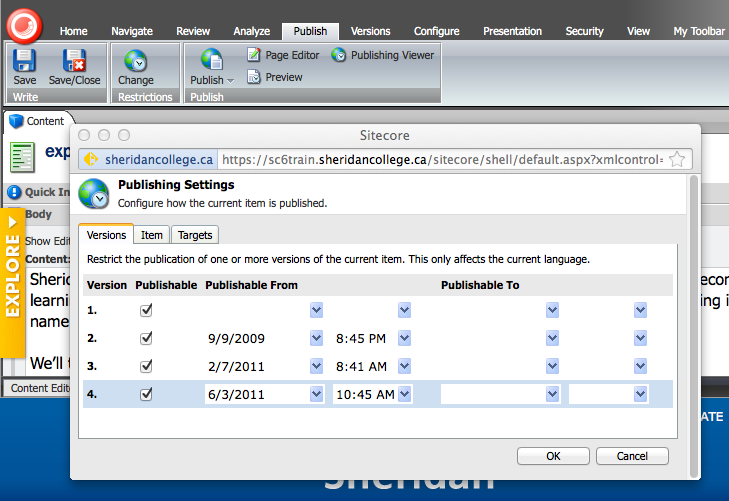 Home Navigate Review Analyze Publish Versions Configure Presentation Security View My Toolbar
Save Save/Close Change Publish Page Editor Publishing Viewer
Preview
Write Restrictions Publish
Content
Sitecore
exp
sheridancollege.ca https://sc6train.sheridancollege.ca/sitecore/shell/default.aspx?xmlcontrol=
Quick In
Publishing Settings
Configure how the current item is published.
Body
EXPLORE
Versions Item Targets
Show Edit
Content:
Restrict the publication of one or more versions of the current item. This only affects the current language.
Version Publishable Publishable From Publishable To
Sheri
learni
name
1.
2. 9/9/2009 8:45 PM
3. 2/7/2011 8:41 AM
4. 6/3/2011 10:45 AM
We'll t
Content Edit
ATE
OK Cancel
Sheridan